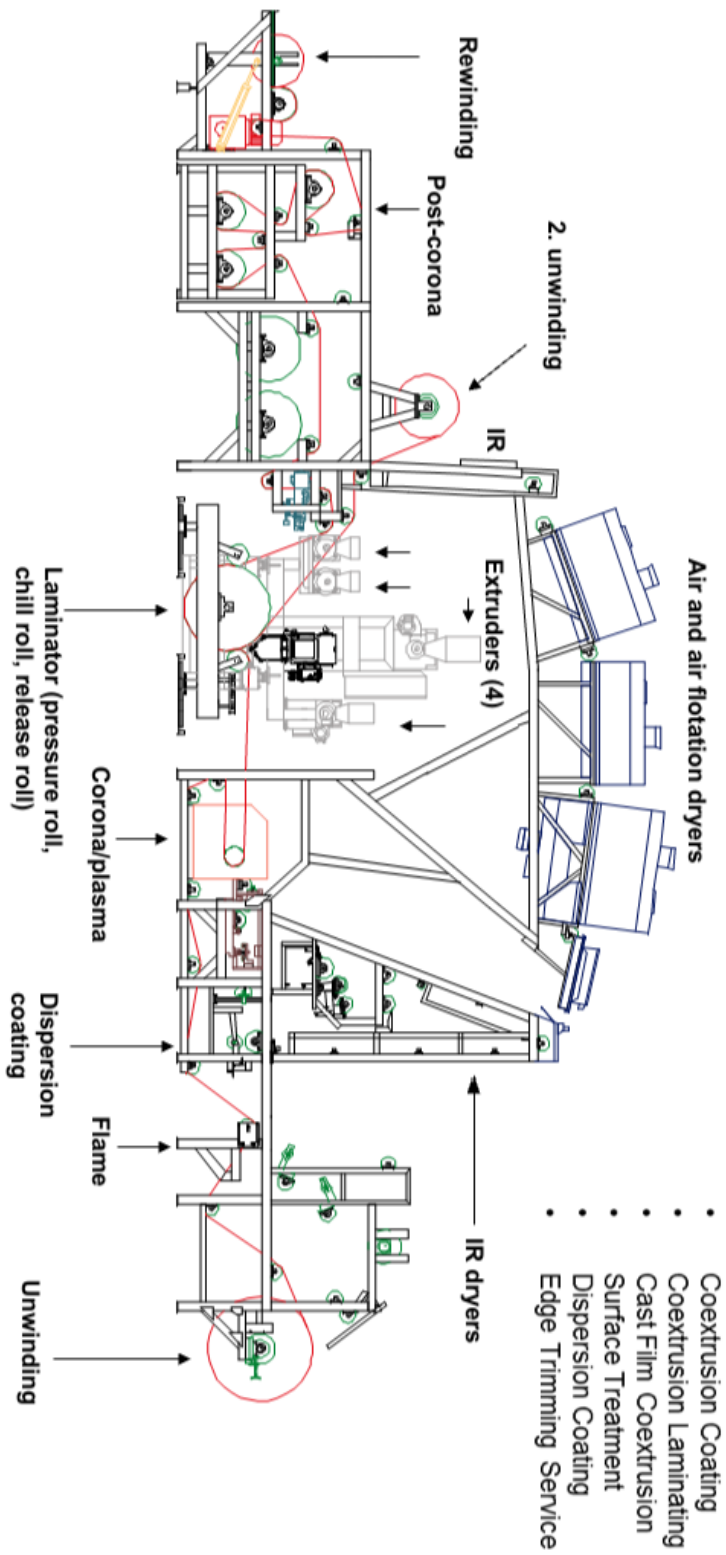 Coextrusion Coating
Coextrusion Laminating
Cast Film Coextrusion
Surface Treatment
Dispersion Coating
Edge Trimming Service
Air and air flotation dryers
2. unwinding
IR
Extruders (4)
IR dryers
Rewinding
Post-corona
Laminator (pressure roll,
chill roll, release roll)
Corona/plasma
Dispersion
coating
Flame
Unwinding